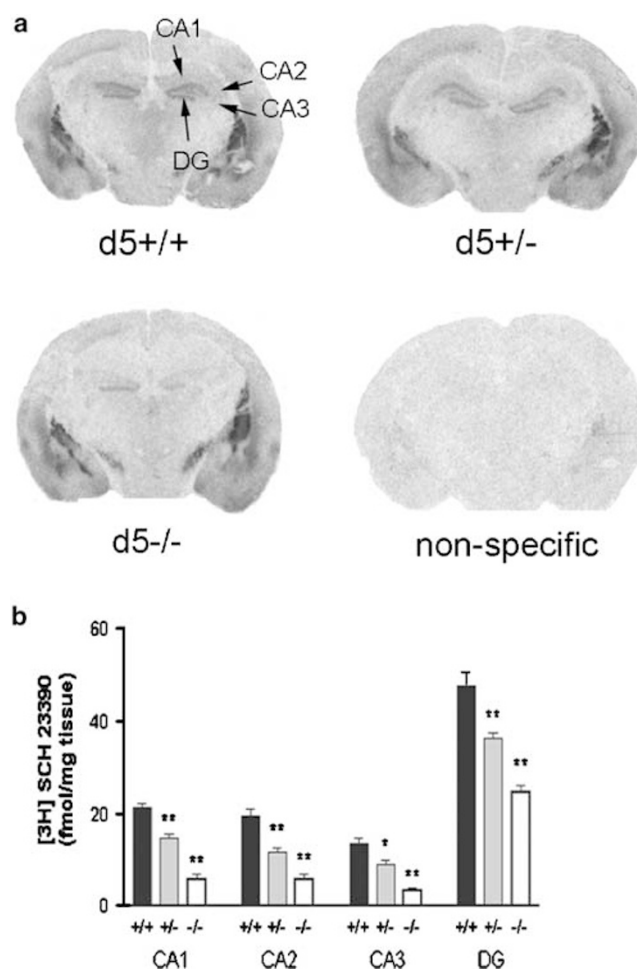 a
CA1
CA2
CA3
DG
d5+/+
d5+/-
d5-/-
non-specific
b
[3H] SCH 23390
(fmol/mg tissue)
60
40
20
0
** ** ** ** * ** ** **
+/+ +/- -/- +/+ +/- -/- +/+ +/- -/- +/+ +/- -/-
CA1 CA2 CA3 DG